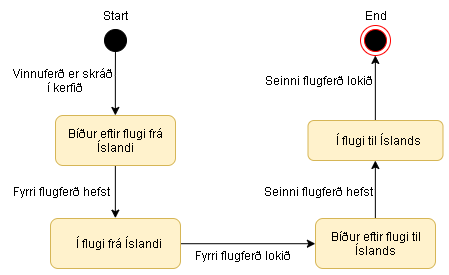 Start
Vinnuferð er skráð
í kerfið
Bíður eftir flugi frá
Íslandi
Fyrri flugferð hefst
Í flugi frá Íslandi
Fyrri flugferð lokið
Bíður eftir flugi til
Íslands
Seinni flugferð hefst
Í flugi til Íslands
Seinni flugferð lokið
End